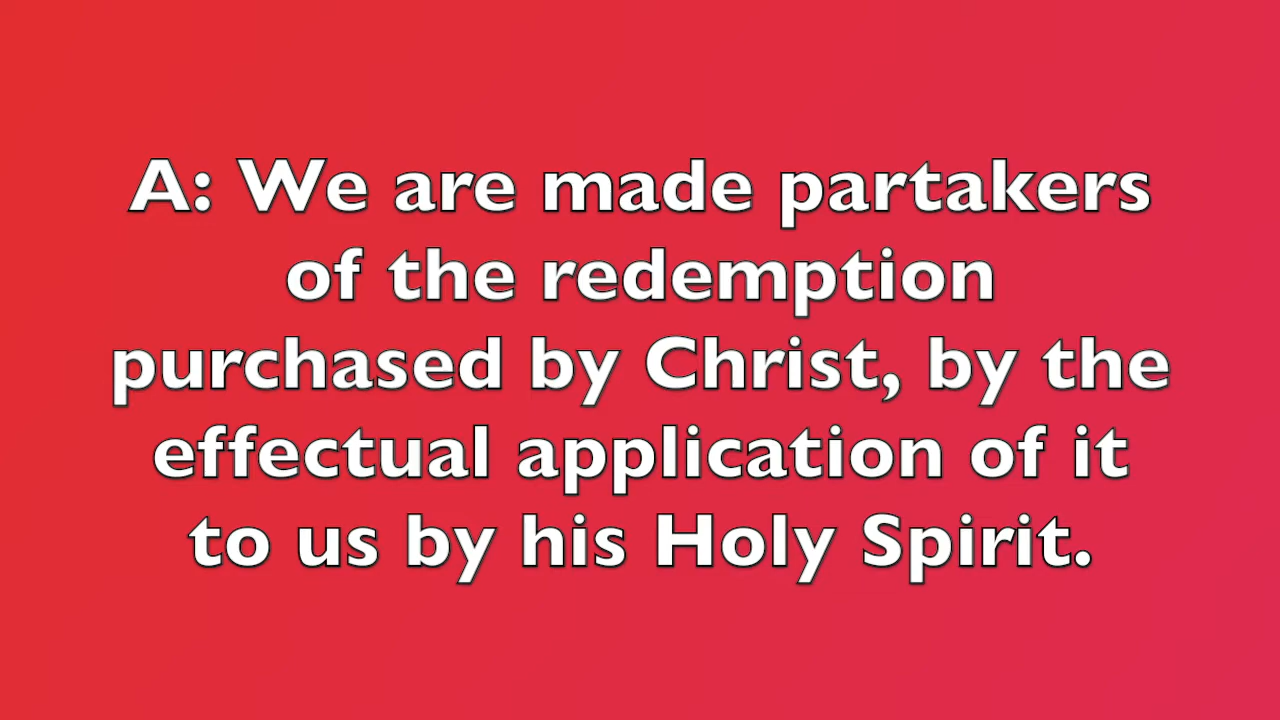 A: We are made partakers
of the redemption
purchased by Christ, by the
effectual application of it
to us by his Holy Spirit.